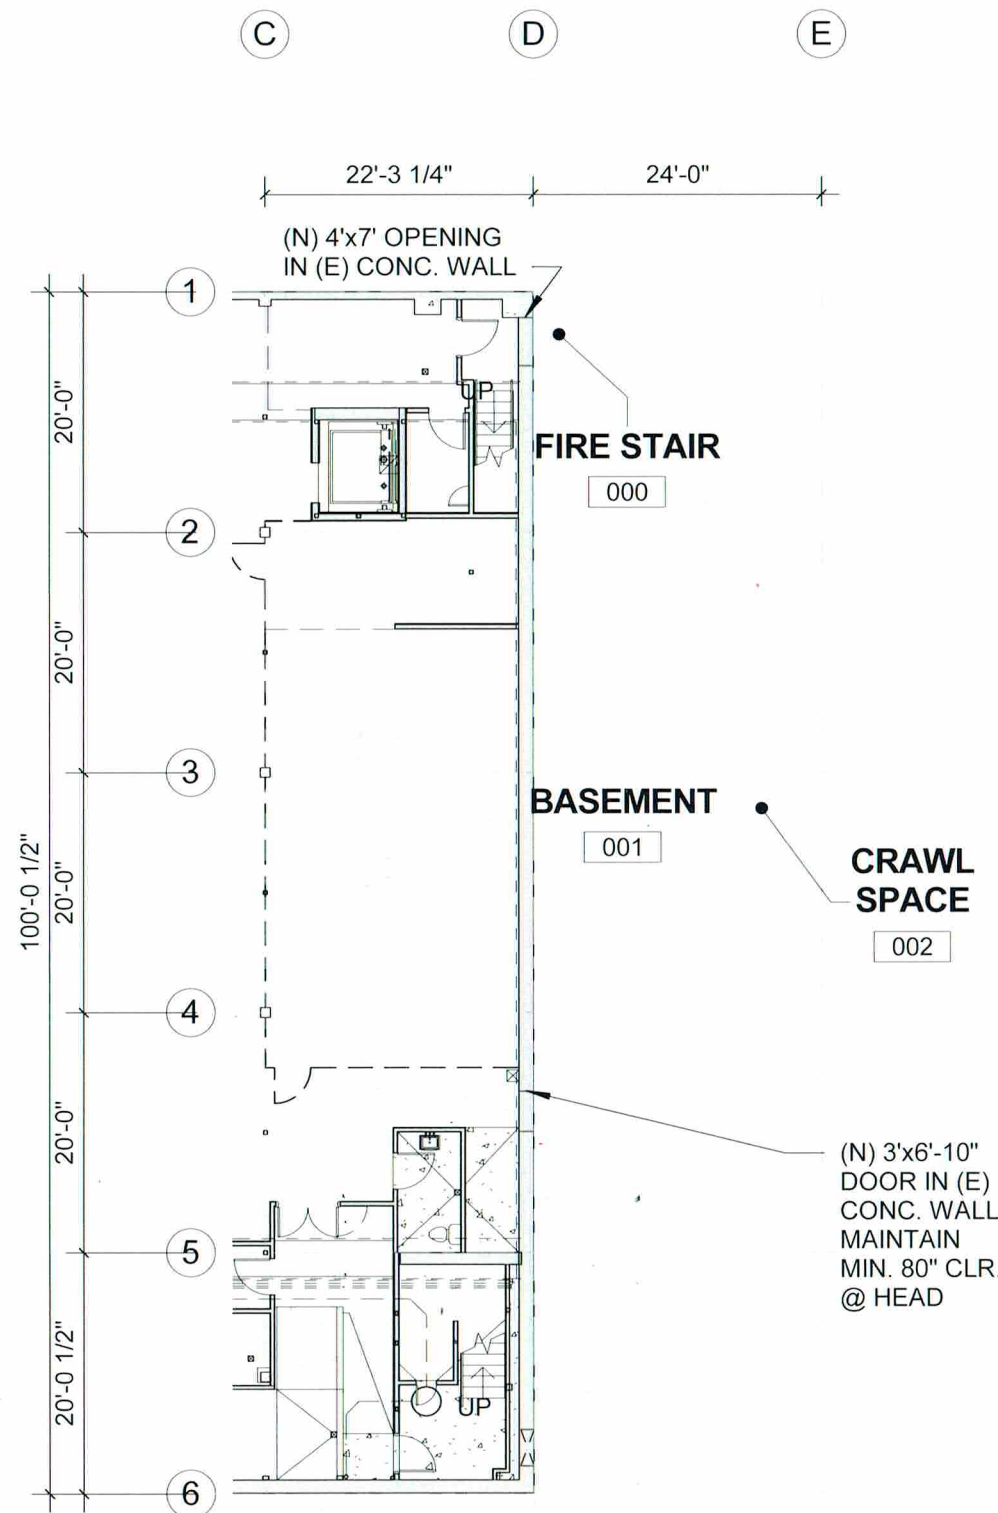 C
D
E
22'-3 1/4"
24'-0"
(N) 4'x7' OPENING
IN (E) CONC. WALL
1
20'-0"
UP
FIRE STAIR
000
2
20'-0"
3
BASEMENT
001
100'-0 1/2"
20'-0"
CRAWL
SPACE
002
4
20'-0"
(N) 3'x6'-10"
DOOR IN (E)
CONC. WALL
MAINTAIN
MIN. 80" CLR.
@ HEAD
5
20'-0 1/2"
UP
6